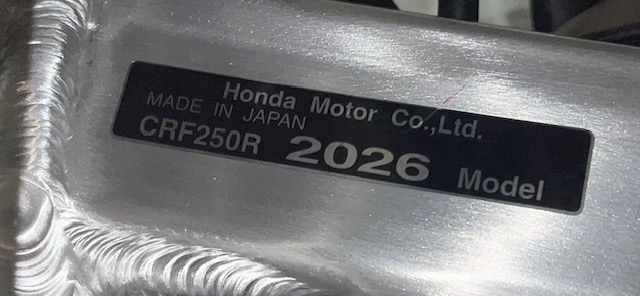 Honda Motor Co.,Ltd.
MADE IN JAPAN
CRF250R 2026 Model